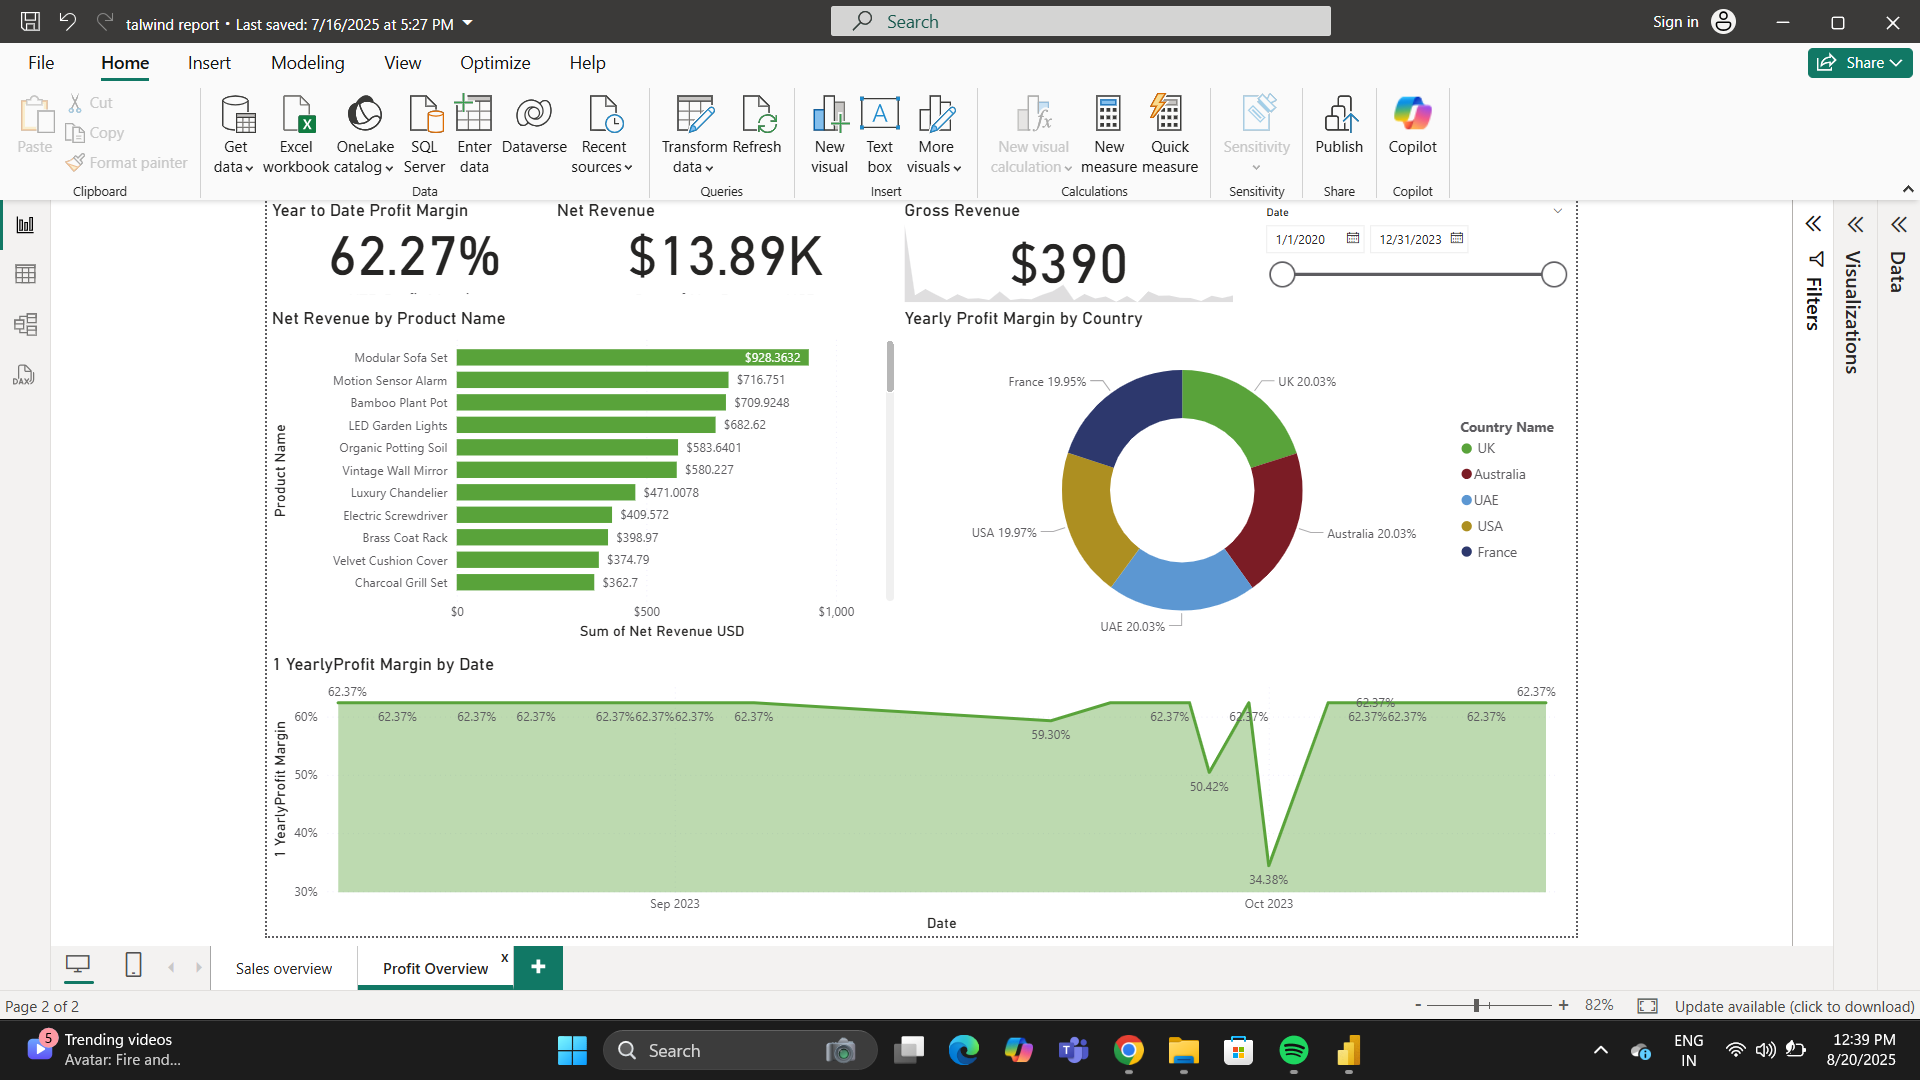 talwind report • Last saved: 7/16/2025 at 5:27 PM
Search
Sign in
File
Home
Insert
Modeling
View
Optimize
Help
Share
Paste
Cut
Copy
Format painter
Clipboard
Get data
Excel workbook
OneLake catalog
SQL Server
Enter data
Dataverse
Recent sources
Data
Transform data
Refresh
Queries
New visual
A
Text box
More visuals
Insert
New visual calculation
New measure
Quick measure
Calculations
Sensitivity
Sensitivity
Publish
Share
Copilot
Copilot
DAX
Year to Date Profit Margin
62.27%
Net Revenue
$13.89K
Gross Revenue
$390
Date
1/1/2020
12/31/2023
Filters
Visualizations
Data
Net Revenue by Product Name
Product Name
Modular Sofa Set $928.3632
Motion Sensor Alarm $716.751
Bamboo Plant Pot $709.9248
LED Garden Lights $682.62
Organic Potting Soil $583.6401
Vintage Wall Mirror $580.227
Luxury Chandelier $471.0078
Electric Screwdriver $409.572
Brass Coat Rack $398.97
Velvet Cushion Cover $374.79
Charcoal Grill Set $362.7
$0 $500 $1,000
Sum of Net Revenue USD
Yearly Profit Margin by Country
France 19.95%
UK 20.03%
USA 19.97%
Australia 20.03%
UAE 20.03%
Country Name
UK
Australia
UAE
USA
France
1 YearlyProfit Margin by Date
1 YearlyProfit Margin
62.37% 62.37%
62.37%
60% 62.37% 62.37% 62.37% 62.37% 62.37% 62.37% 62.37% 62.37% 62.37% 62.37% 62.37% 62.37%
59.30%
50%
50.42%
40%
34.38%
30%
Sep 2023 Oct 2023
Date
Sales overview
Profit Overview
x
+
Page 2 of 2
- + 82%
Update available (click to download)
5
Trending videos
Avatar: Fire and...
Search
ENG
IN
12:39 PM
8/20/2025